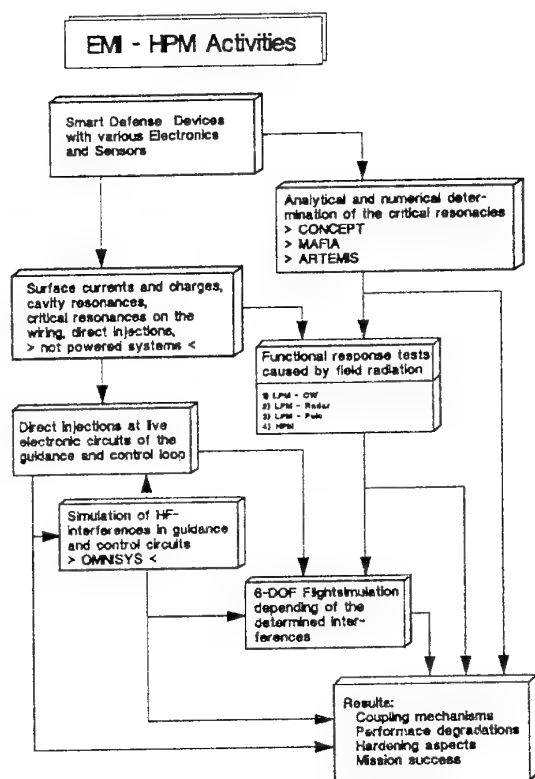 EMI - HPM Activities
Smart Defense Devices
with various Electronics
and Sensors
Analytical and numerical deter-
mination of the critical resonacies
> CONCEPT
> MAFIA
> ARTEMIS
Surface currents and charges,
cavity resonances,
critical resonances on the
wiring, direct injections,
> not powered systems <
Functional response tests
caused by field radiation
1) LPM - CW
2) LPM - Radar
3) LPM - Puls
4) HPM
Direct injections at live
electronic circuits of the
guidance and control loop
Simulation of HF-
interferences in guidance
and control circuits
> OMNISYS <
6-DOF Flightsimulation
depending of the
determined inter-
ferences
Results:
Coupling mechanisms
Performace degradations
Hardening aspects
Mission success